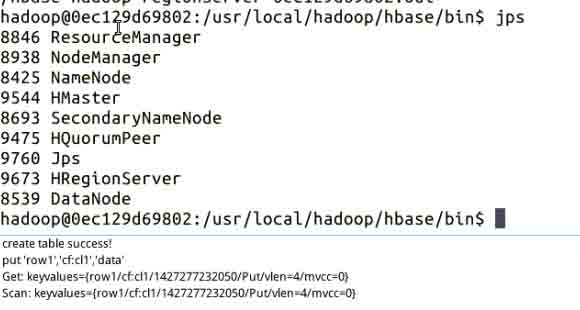 hadoop@0ec129d69802:/usr/local/hadoop/hbase/bin$ jps
8846 ResourceManager
8938 NodeManager
8425 NameNode
9544 HMaster
8693 SecondaryNameNode
9475 HQuorumPeer
9760 Jps
9673 HRegionServer
8539 DataNode
hadoop@0ec129d69802:/usr/local/hadoop/hbase/bin$
create table success!
put 'row1','cf:cl1','data'
Get: keyvalues={row1/cf:cl1/1427277232050/Put/vlen=4/mvcc=0}
Scan: keyvalues={row1/cf:cl1/1427277232050/Put/vlen=4/mvcc=0}